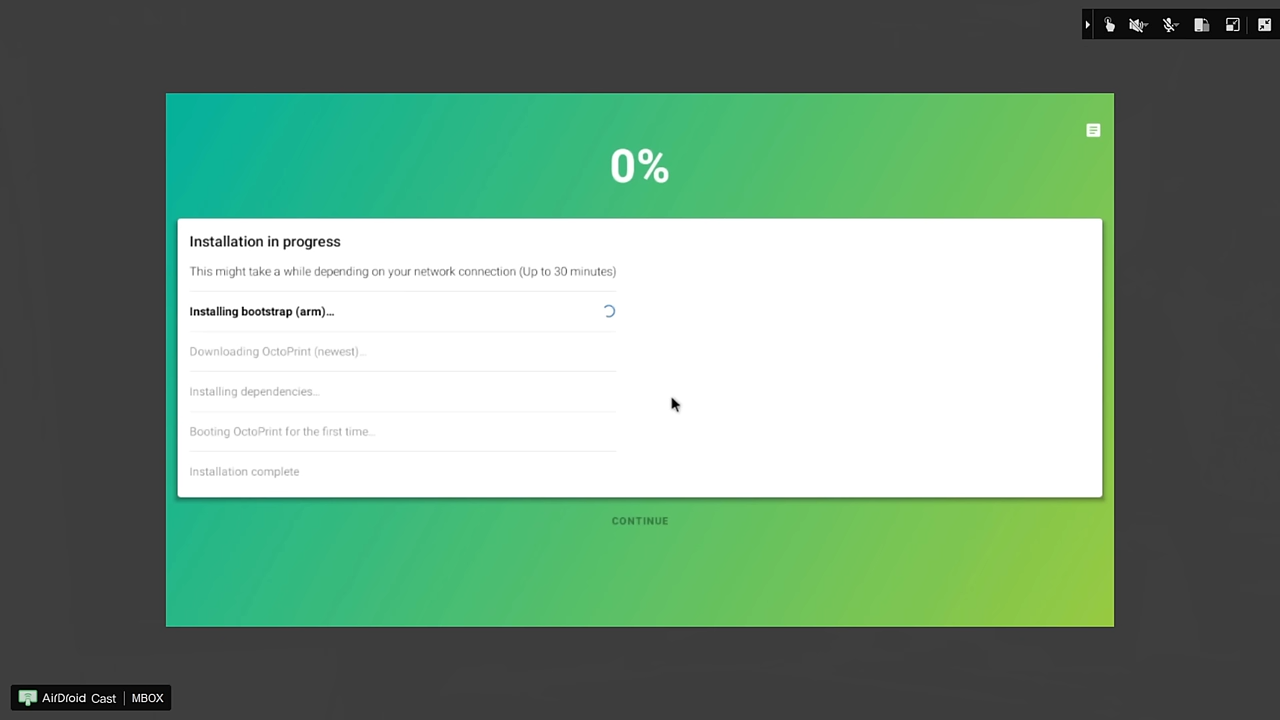 0%
Installation in progress
This might take a while depending on your network connection (Up to 30 minutes)
Installing bootstrap (arm)...
Downloading OctoPrint (newest)...
Installing dependencies...
Booting OctoPrint for the first time...
Installation complete
CONTINUE
AirDroid Cast | MBOX